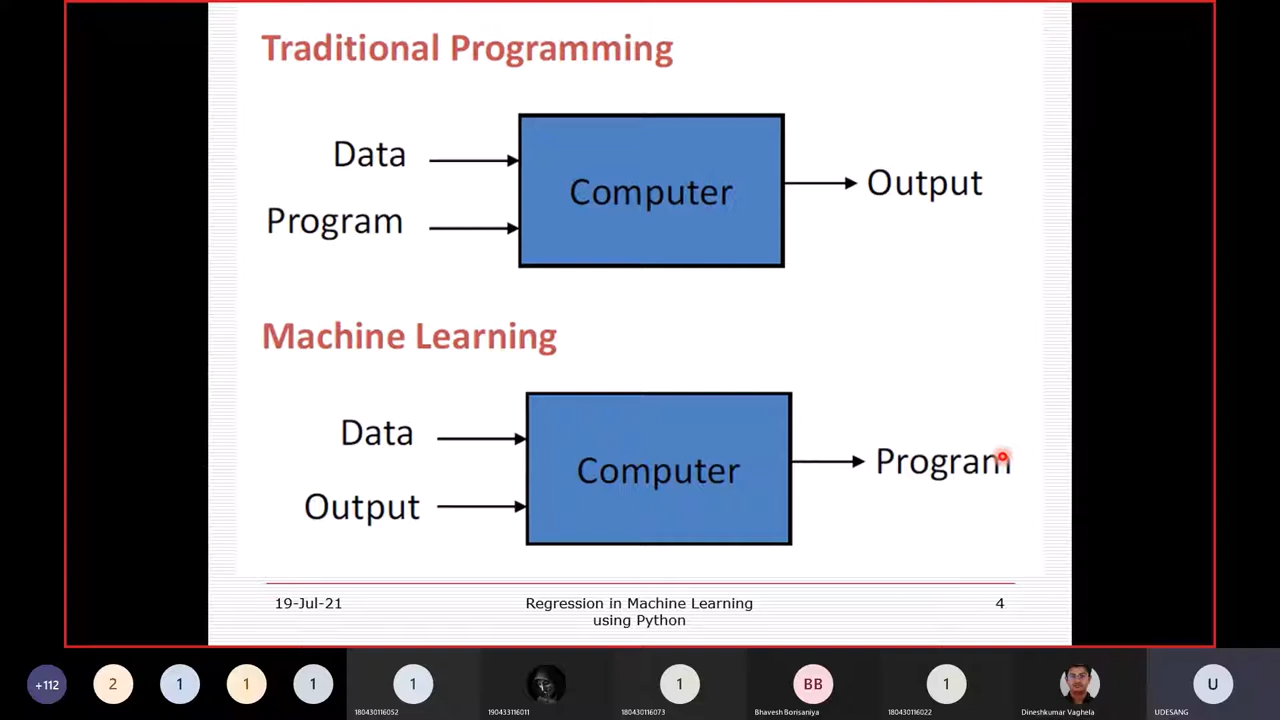 Traditional Programming
Data
Program
Computer
Output
Machine Learning
Data
Output
Computer
Program
19-Jul-21
Regression in Machine Learning
using Python
4
+112
2
1
1
1
1
180430116052
190433116011
1
180430116073
BB
Bhavesh Borisaniya
1
180430116022
Dineshkumar Vaghela
U
UDESANG